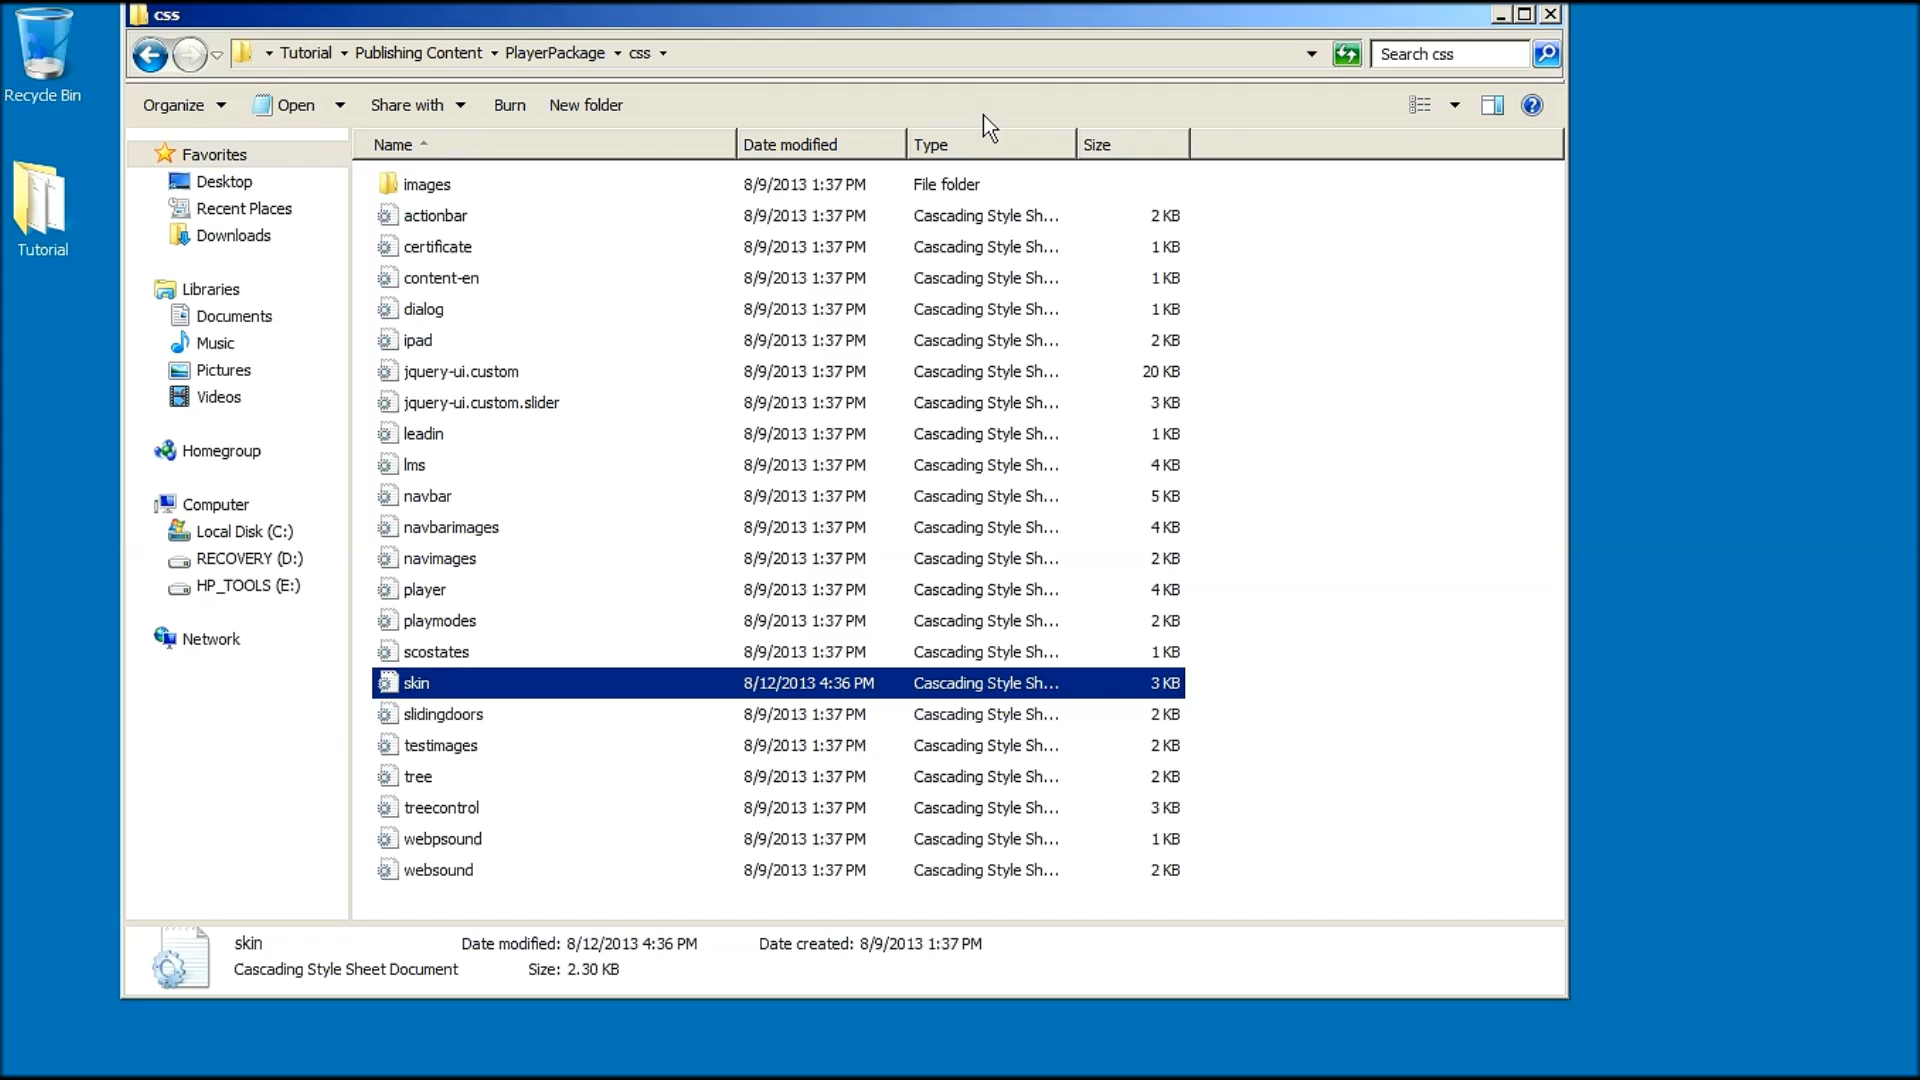 css
Recycle Bin
Tutorial
Tutorial Publishing Content PlayerPackage css
Search css
Organize Open Share with Burn New folder
Name Date modified Type Size
Favorites
Desktop
Recent Places
Downloads
Libraries
Documents
Music
Pictures
Videos
Homegroup
Computer
Local Disk (C:)
RECOVERY (D:)
HP_TOOLS (E:)
Network
images 8/9/2013 1:37 PM File folder
actionbar 8/9/2013 1:37 PM Cascading Style Sh... 2 KB
certificate 8/9/2013 1:37 PM Cascading Style Sh... 1 KB
content-en 8/9/2013 1:37 PM Cascading Style Sh... 1 KB
dialog 8/9/2013 1:37 PM Cascading Style Sh... 1 KB
ipad 8/9/2013 1:37 PM Cascading Style Sh... 2 KB
jquery-ui.custom 8/9/2013 1:37 PM Cascading Style Sh... 20 KB
jquery-ui.custom.slider 8/9/2013 1:37 PM Cascading Style Sh... 3 KB
leadin 8/9/2013 1:37 PM Cascading Style Sh... 1 KB
lms 8/9/2013 1:37 PM Cascading Style Sh... 4 KB
navbar 8/9/2013 1:37 PM Cascading Style Sh... 5 KB
navbarimages 8/9/2013 1:37 PM Cascading Style Sh... 4 KB
navimages 8/9/2013 1:37 PM Cascading Style Sh... 2 KB
player 8/9/2013 1:37 PM Cascading Style Sh... 4 KB
playmodes 8/9/2013 1:37 PM Cascading Style Sh... 2 KB
scostates 8/9/2013 1:37 PM Cascading Style Sh... 1 KB
skin 8/12/2013 4:36 PM Cascading Style Sh... 3 KB
slidingdoors 8/9/2013 1:37 PM Cascading Style Sh... 2 KB
testimages 8/9/2013 1:37 PM Cascading Style Sh... 2 KB
tree 8/9/2013 1:37 PM Cascading Style Sh... 2 KB
treecontrol 8/9/2013 1:37 PM Cascading Style Sh... 3 KB
webpsound 8/9/2013 1:37 PM Cascading Style Sh... 1 KB
websound 8/9/2013 1:37 PM Cascading Style Sh... 2 KB
skin Date modified: 8/12/2013 4:36 PM Date created: 8/9/2013 1:37 PM
Cascading Style Sheet Document Size: 2.30 KB